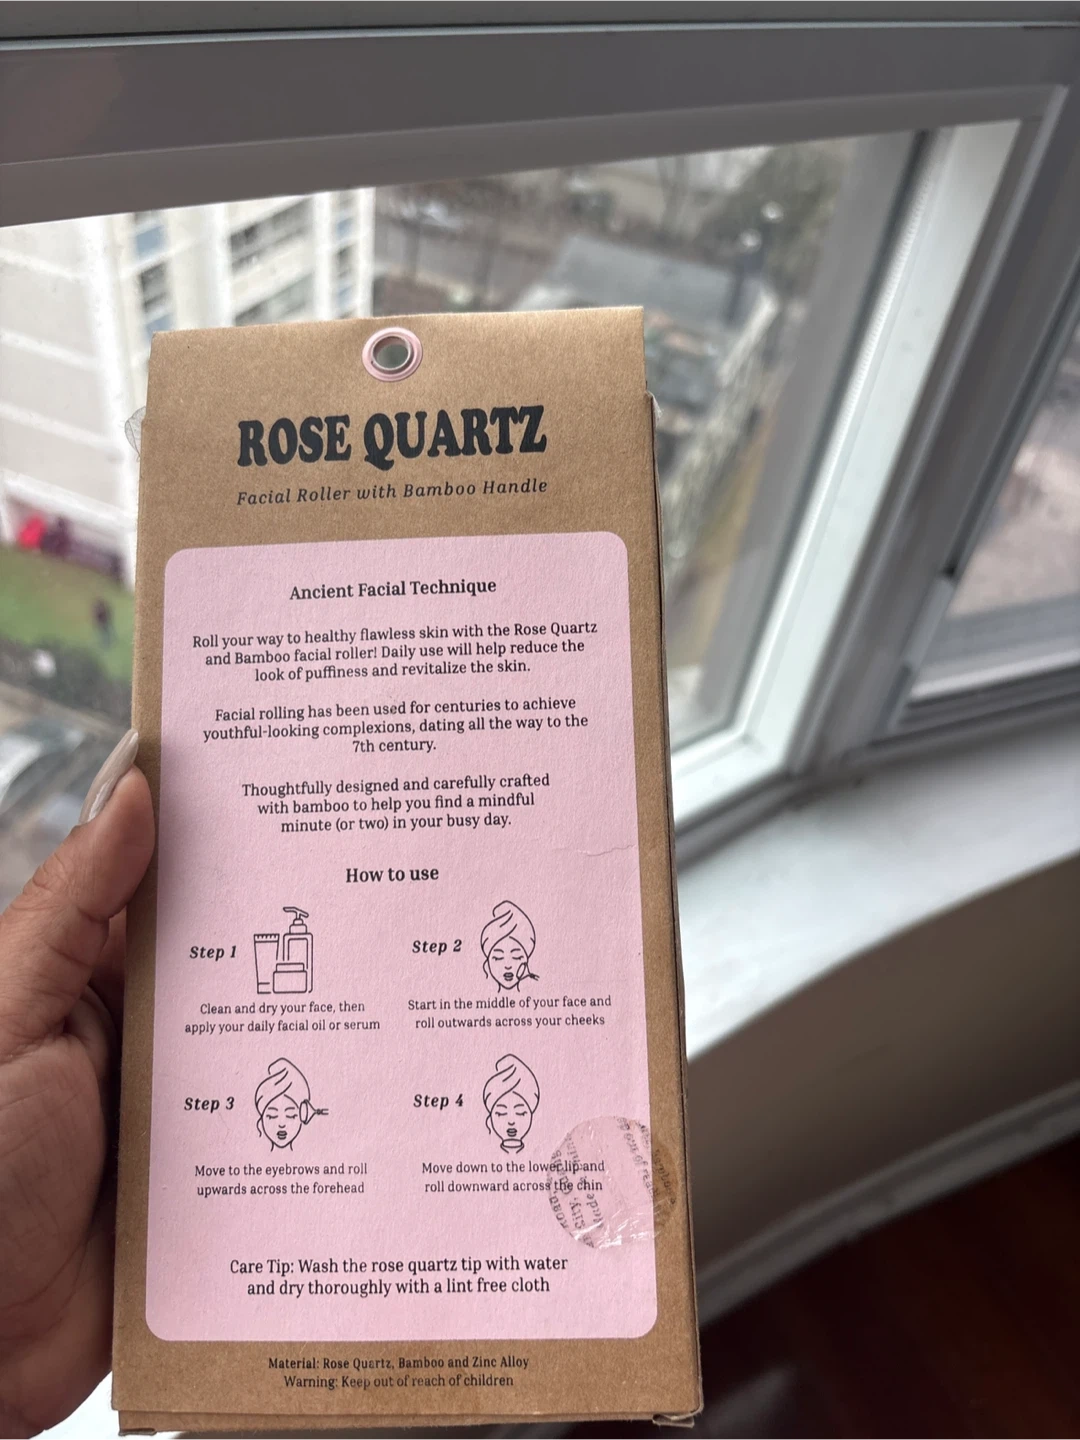 ROSE QUARTZ
Facial Roller with Bamboo Handle
Ancient Facial Technique
Roll your way to healthy flawless skin with the Rose Quartz
and Bamboo facial roller! Daily use will help reduce the
look of puffiness and revitalize the skin.
Facial rolling has been used for centuries to achieve
youthful-looking complexions, dating all the way to the
7th century.
Thoughtfully designed and carefully crafted
with bamboo to help you find a mindful
minute (or two) in your busy day.
How to use
Step 1
Clean and dry your face, then
apply your daily facial oil or serum
Step 2
Start in the middle of your face and
roll outwards across your cheeks
Step 3
Move to the eyebrows and roll
upwards across the forehead
Step 4
Move down to the lower lip and
roll downward across the chin
Care Tip: Wash the rose quartz tip with water
and dry thoroughly with a lint free cloth
Material: Rose Quartz, Bamboo and Zinc Alloy
Warning: Keep out of reach of children